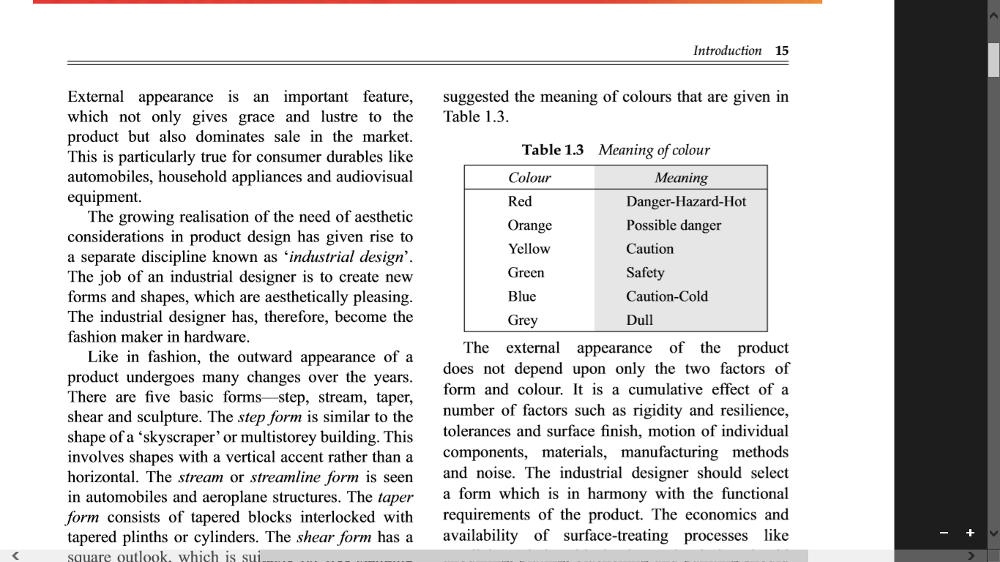 Introduction 15
External appearance is an important feature,
which not only gives grace and lustre to the
product but also dominates sale in the market.
This is particularly true for consumer durables like
automobiles, household appliances and audiovisual
equipment.
The growing realisation of the need of aesthetic
considerations in product design has given rise to
a separate discipline known as ‘industrial design’.
The job of an industrial designer is to create new
forms and shapes, which are aesthetically pleasing.
The industrial designer has, therefore, become the
fashion maker in hardware.
Like in fashion, the outward appearance of a
product undergoes many changes over the years.
There are five basic forms—step, stream, taper,
shear and sculpture. The step form is similar to the
shape of a ‘skyscraper’ or multistorey building. This
involves shapes with a vertical accent rather than a
horizontal. The stream or streamline form is seen
in automobiles and aeroplane structures. The taper
form consists of tapered blocks interlocked with
tapered plinths or cylinders. The shear form has a
square outlook, which is
suggested the meaning of colours that are given in
Table 1.3.
Table 1.3 Meaning of colour
Colour Meaning
Red Danger-Hazard-Hot
Orange Possible danger
Yellow Caution
Green Safety
Blue Caution-Cold
Grey Dull
The external appearance of the product
does not depend upon only the two factors of
form and colour. It is a cumulative effect of a
number of factors such as rigidity and resilience,
tolerances and surface finish, motion of individual
components, materials, manufacturing methods
and noise. The industrial designer should select
a form which is in harmony with the functional
requirements of the product. The economics and
availability of surface-treating processes like